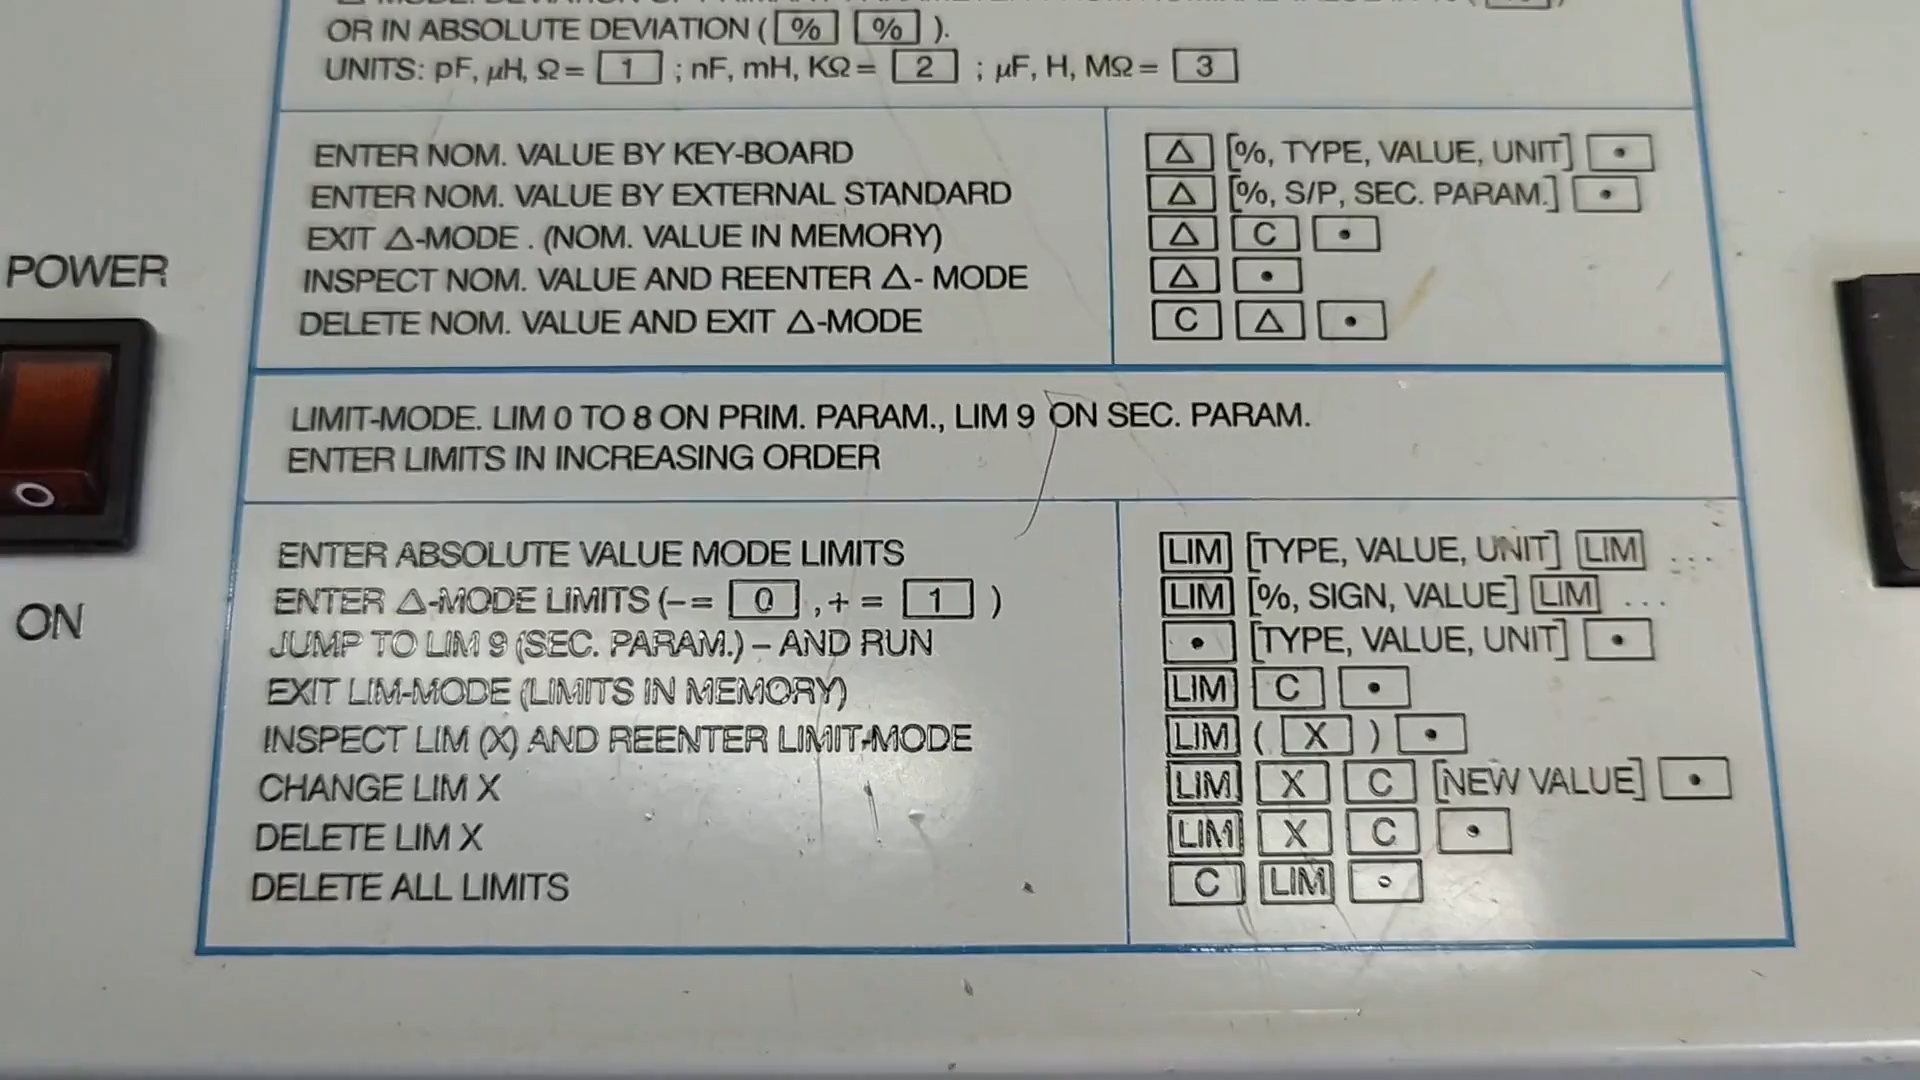 OR IN ABSOLUTE DEVIATION ( % % ).
UNITS: pF, µH, Ω = 1 ; nF, mH, KΩ = 2 ; µF, H, MΩ = 3
ENTER NOM. VALUE BY KEY-BOARD △ [%, TYPE, VALUE, UNIT] •
ENTER NOM. VALUE BY EXTERNAL STANDARD △ [%, S/P, SEC. PARAM.] •
EXIT △-MODE . (NOM. VALUE IN MEMORY) △ C •
INSPECT NOM. VALUE AND REENTER △- MODE △ •
DELETE NOM. VALUE AND EXIT △-MODE C △ •
POWER
ON
LIMIT-MODE. LIM 0 TO 8 ON PRIM. PARAM., LIM 9 ON SEC. PARAM.
ENTER LIMITS IN INCREASING ORDER
ENTER ABSOLUTE VALUE MODE LIMITS LIM [TYPE, VALUE, UNIT] LIM ...
ENTER △-MODE LIMITS (– = 0 , + = 1 ) LIM [%, SIGN, VALUE] LIM ...
JUMP TO LIM 9 (SEC. PARAM.) – AND RUN • [TYPE, VALUE, UNIT] •
EXIT LIM-MODE (LIMITS IN MEMORY) LIM C •
INSPECT LIM (X) AND REENTER LIMIT-MODE LIM ( X ) •
CHANGE LIM X LIM X C [NEW VALUE] •
DELETE LIM X LIM X C •
DELETE ALL LIMITS C LIM •